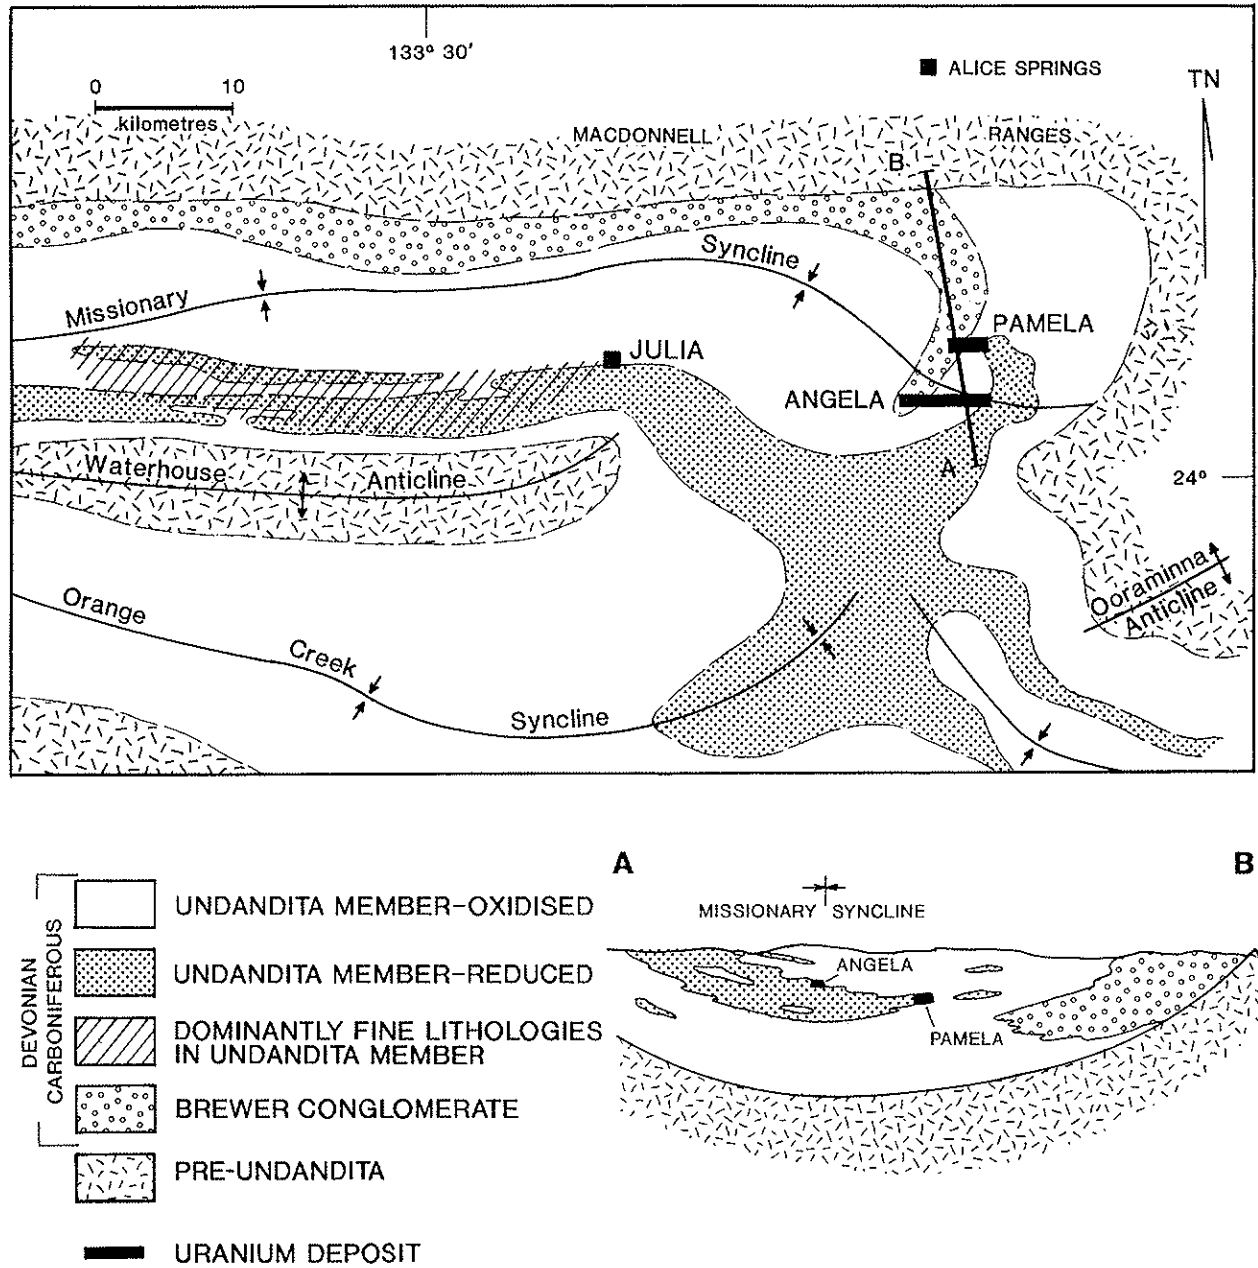 133° 30'
ALICE SPRINGS
TN
0 10
kilometres
MACDONNELL RANGES
B
Syncline
Missionary
PAMELA
JULIA
ANGELA
A
24°
Waterhouse Anticline
Ooraminna
Anticline
Orange
Creek
Syncline
A B
MISSIONARY SYNCLINE
ANGELA
PAMELA
DEVONIAN
CARBONIFEROUS
UNDANDITA MEMBER-OXIDISED
UNDANDITA MEMBER-REDUCED
DOMINANTLY FINE LITHOLOGIES
IN UNDANDITA MEMBER
BREWER CONGLOMERATE
PRE-UNDANDITA
URANIUM DEPOSIT